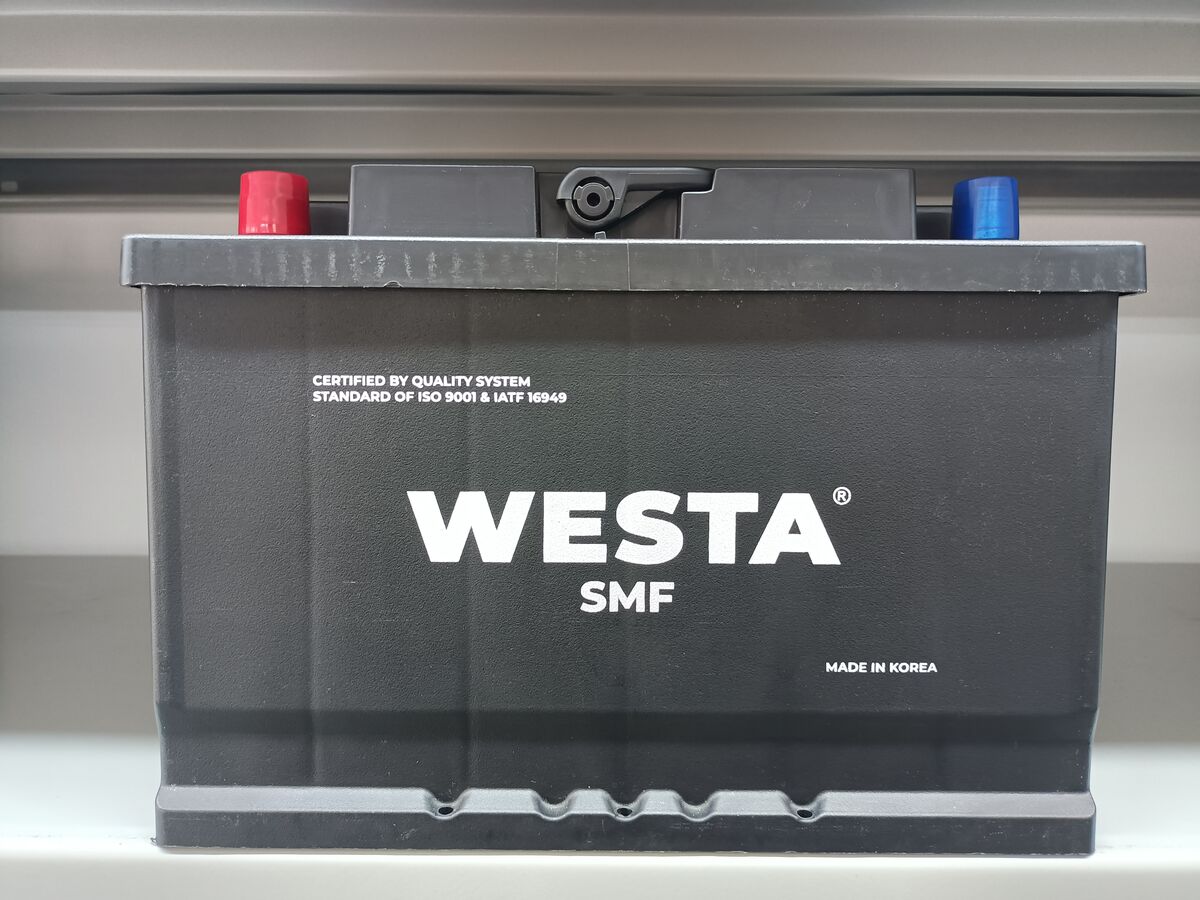 CERTIFIED BY QUALITY SYSTEM
STANDARD OF ISO 9001 & IATF 16949
WESTA®
SMF
MADE IN KOREA